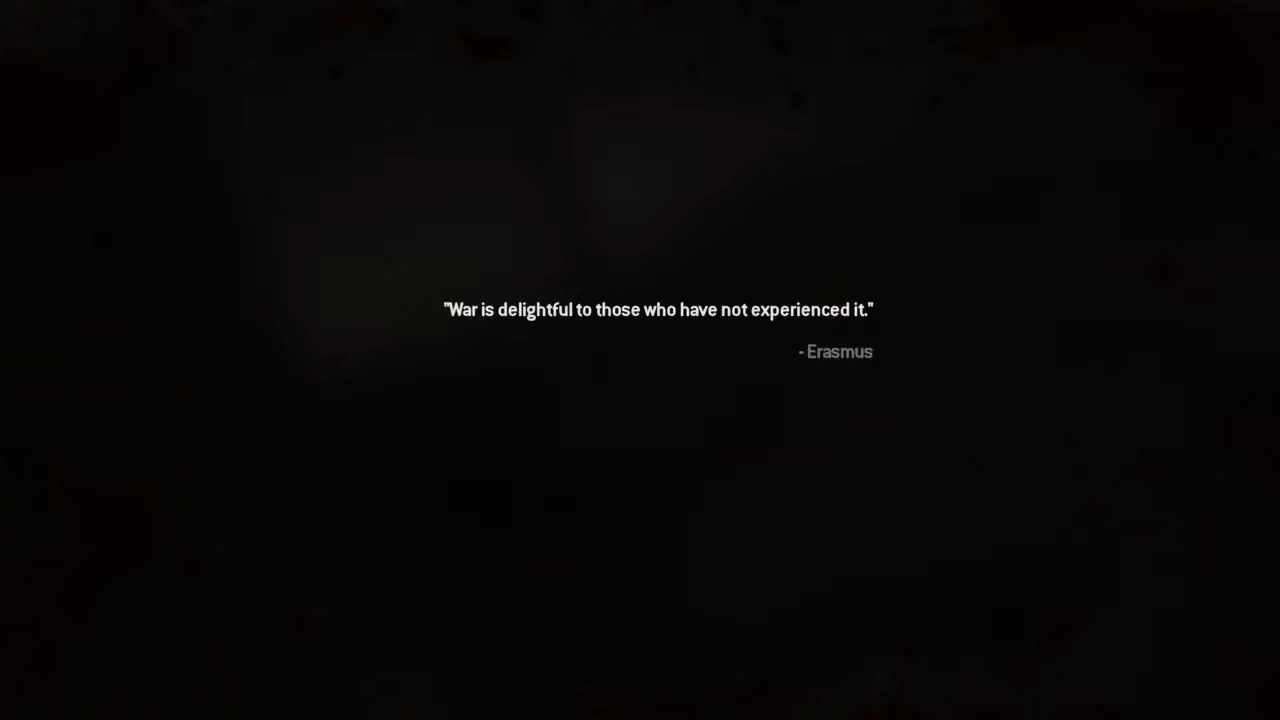 "War is delightful to those who have not experienced it."
- Erasmus